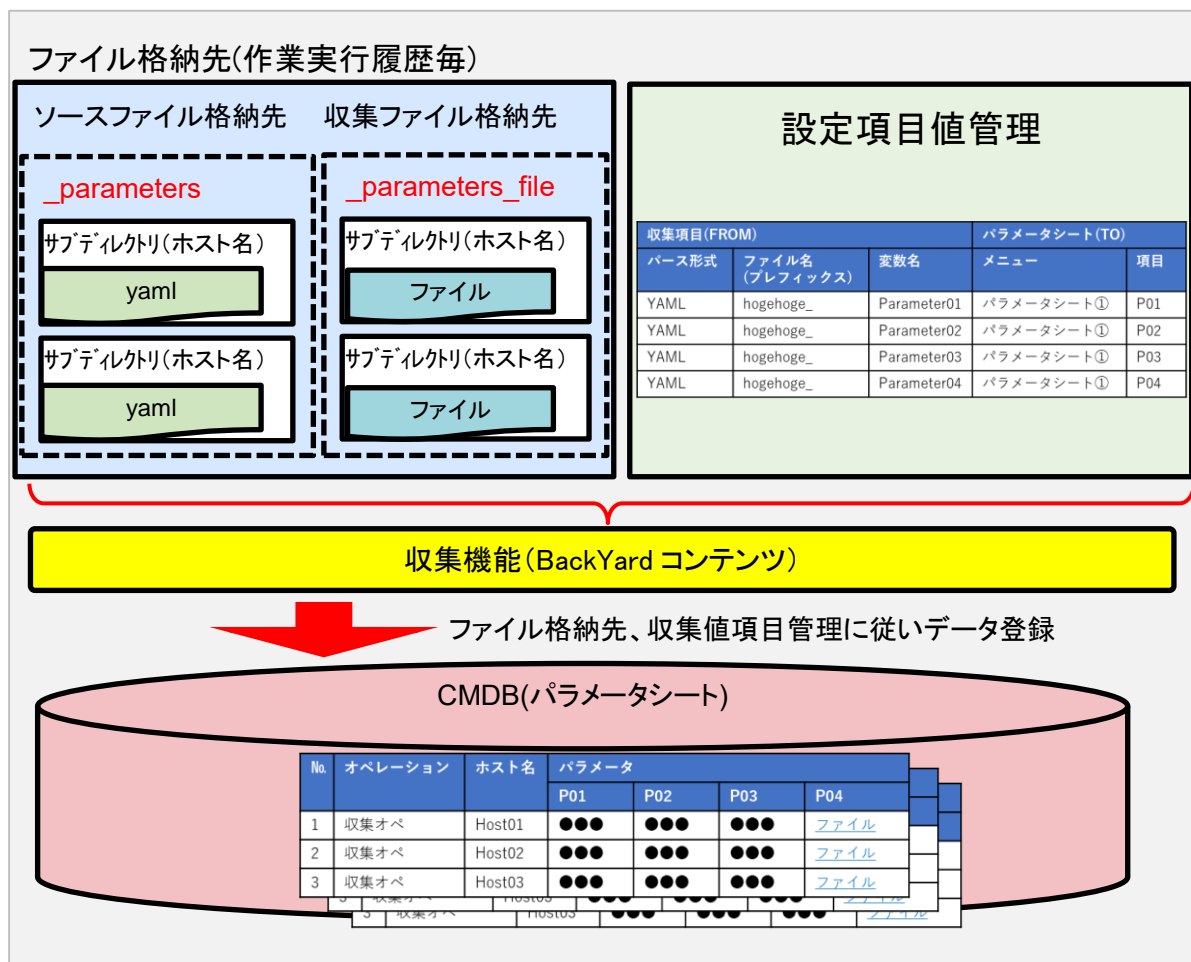 ファイル格納先(作業実行履歴毎)
ソースファイル格納先
収集ファイル格納先
_parameters
サブディレクトリ(ホスト名)
yaml
サブディレクトリ(ホスト名)
yaml
_parameters_file
サブディレクトリ(ホスト名)
ファイル
サブディレクトリ(ホスト名)
ファイル
設定項目値管理
収集項目(FROM) パラメータシート(TO)
パース形式 ファイル名 変数名 メニュー 項目
(プレフィックス)
YAML hogehoge_ Parameter01 パラメータシート① P01
YAML hogehoge_ Parameter02 パラメータシート① P02
YAML hogehoge_ Parameter03 パラメータシート① P03
YAML hogehoge_ Parameter04 パラメータシート① P04
収集機能(BackYard コンテンツ)
ファイル格納先、収集値項目管理に従いデータ登録
CMDB(パラメータシート)
No. オペレーション ホスト名 パラメータ
P01 P02 P03 P04
1 収集オペ Host01 ●●● ●●● ●●● ファイル
2 収集オペ Host02 ●●● ●●● ●●● ファイル
3 収集オペ Host03 ●●● ●●● ●●● ファイル
3 収集オペ Host03 ●●● ●●● ●●● ファイル